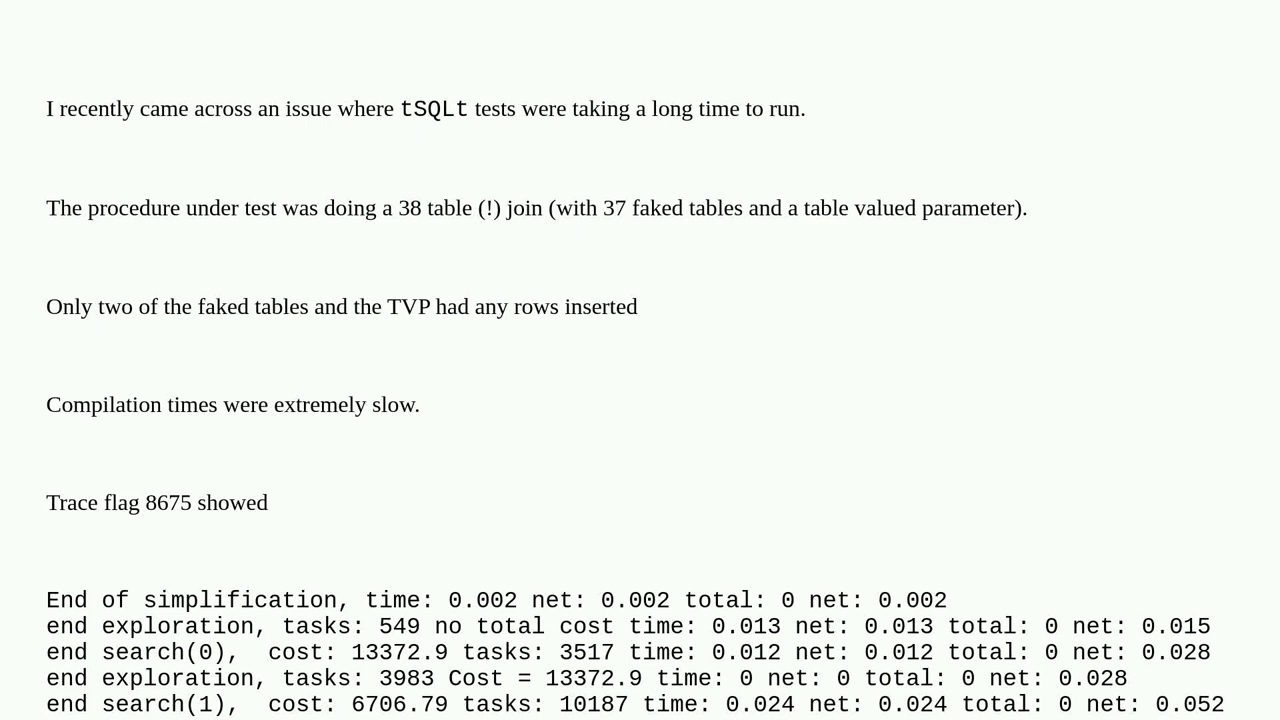 I recently came across an issue where tSQLt tests were taking a long time to run.
The procedure under test was doing a 38 table (!) join (with 37 faked tables and a table valued parameter).
Only two of the faked tables and the TVP had any rows inserted
Compilation times were extremely slow.
Trace flag 8675 showed
End of simplification, time: 0.002 net: 0.002 total: 0 net: 0.002
end exploration, tasks: 549 no total cost time: 0.013 net: 0.013 total: 0 net: 0.015
end search(0),  cost: 13372.9 tasks: 3517 time: 0.012 net: 0.012 total: 0 net: 0.028
end exploration, tasks: 3983 Cost = 13372.9 time: 0 net: 0 total: 0 net: 0.028
end search(1),  cost: 6706.79 tasks: 10187 time: 0.024 net: 0.024 total: 0 net: 0.052